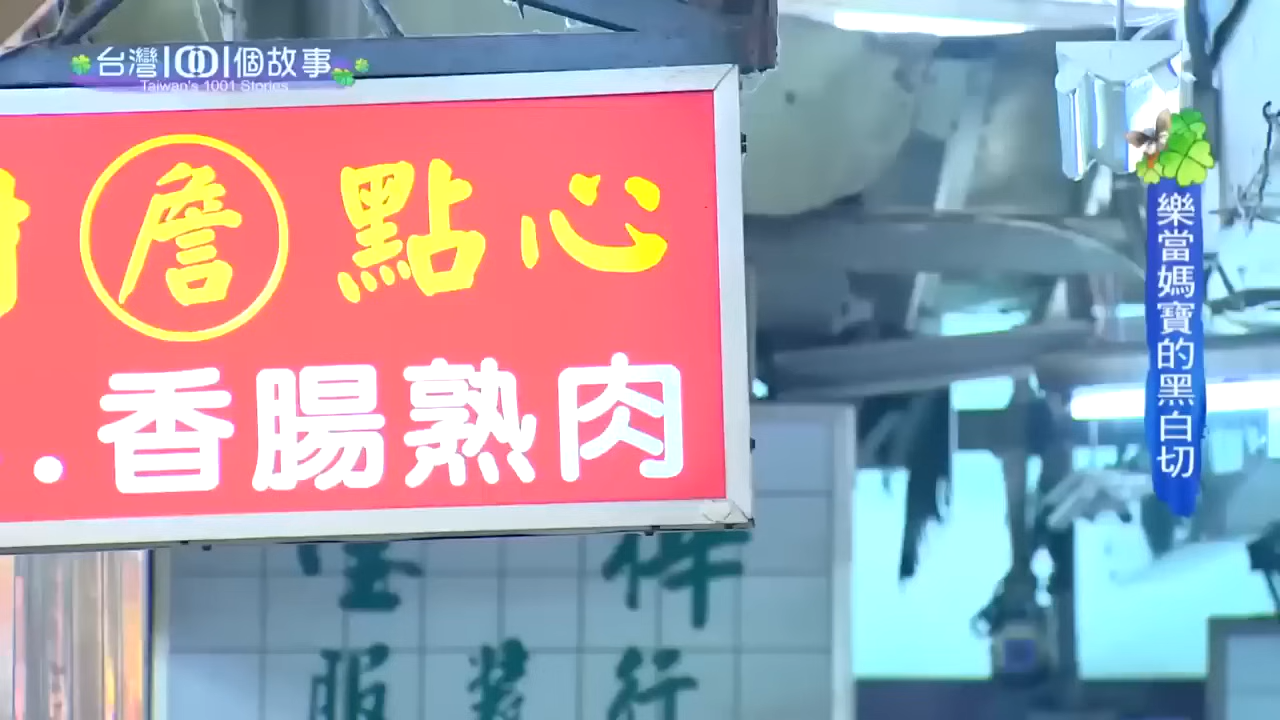 台灣1001個故事
Taiwan's 1001 Stories
詹 點心
香腸熟肉
樂當媽寶的黑白切
服裝行